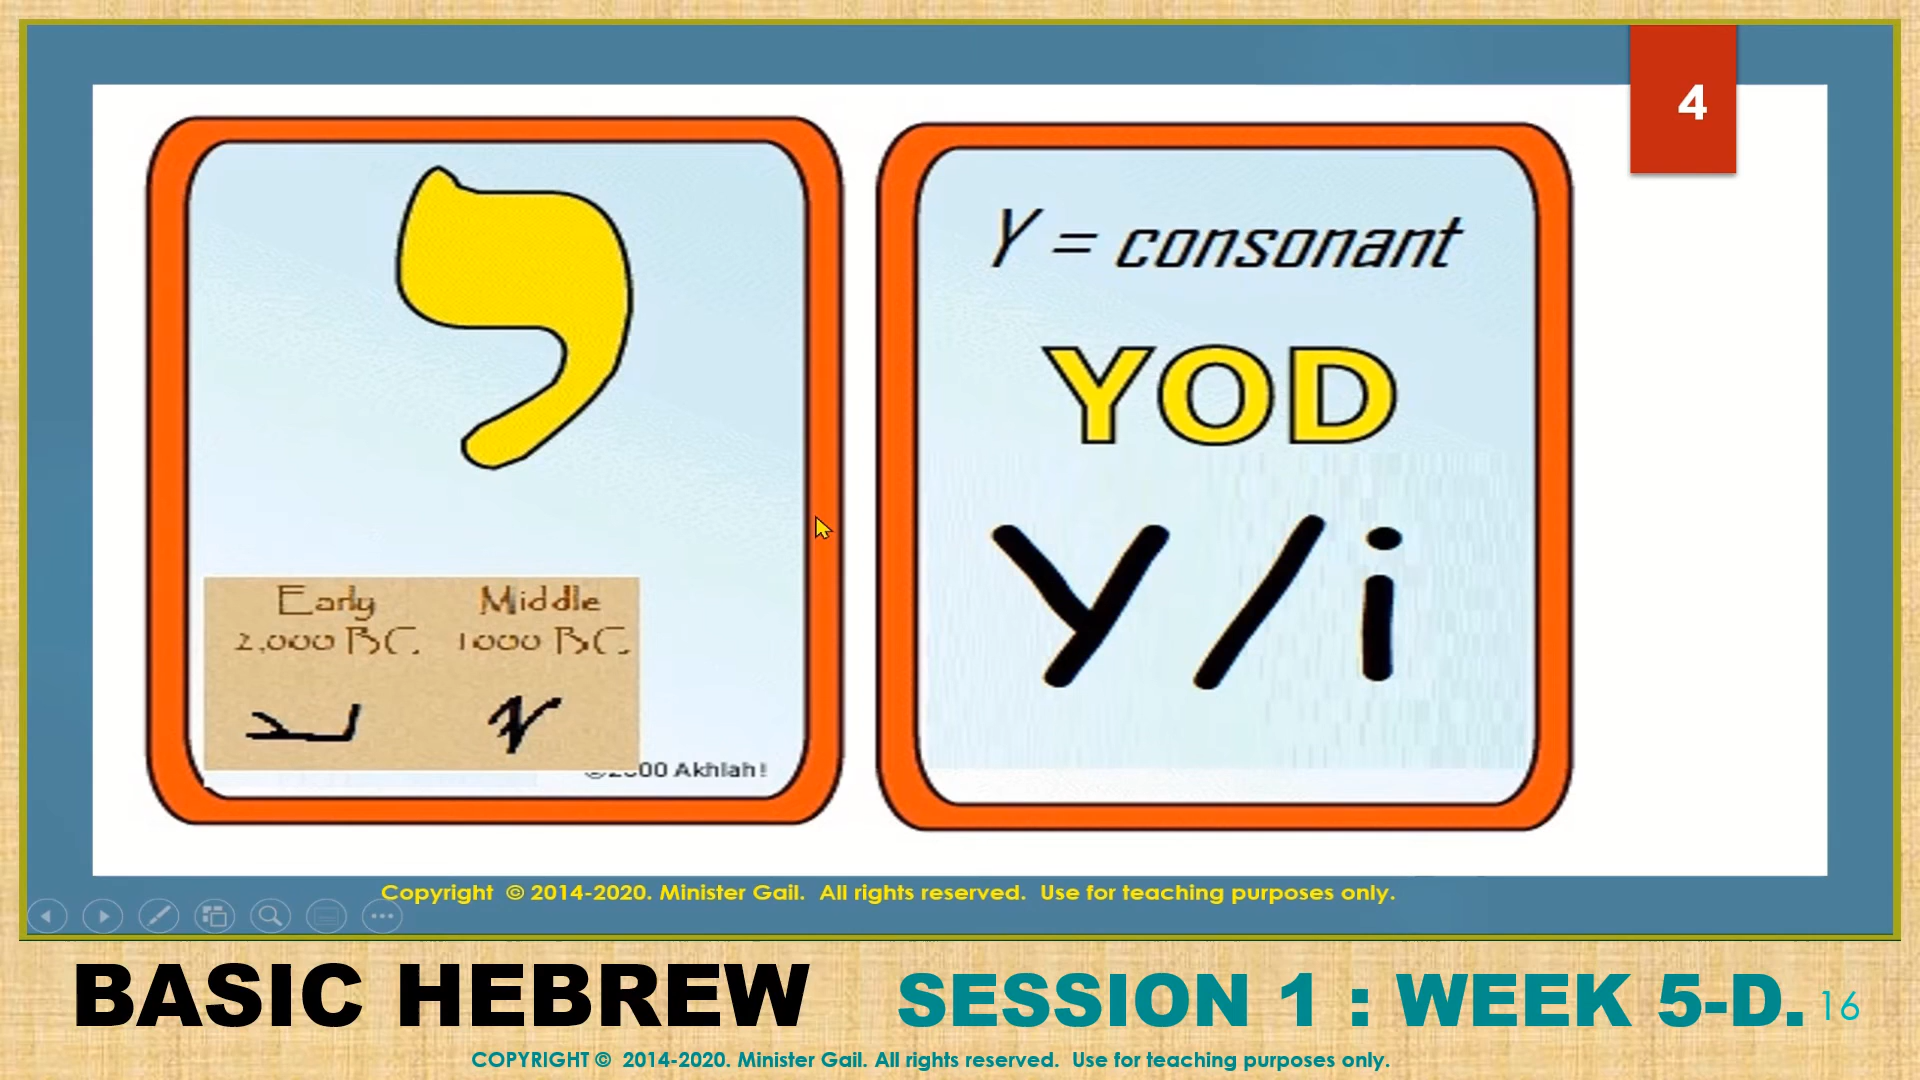 4
י
Y = consonant
YOD
Y / i
Early Middle
2,000 B.C. 1000 B.C.
©2000 Akhlah!
Copyright © 2014-2020. Minister Gail. All rights reserved. Use for teaching purposes only.
BASIC HEBREW SESSION 1 : WEEK 5-D. 16
COPYRIGHT © 2014-2020. Minister Gail. All rights reserved. Use for teaching purposes only.